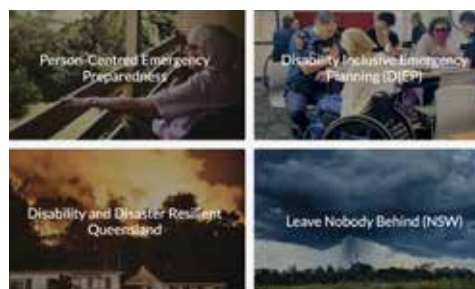 Person-Centred Emergency
Preparedness
Disability Inclusive Emergency
Planning (DIEP)
Disability and Disaster Resilient
Queensland
Leave Nobody Behind (NSW)